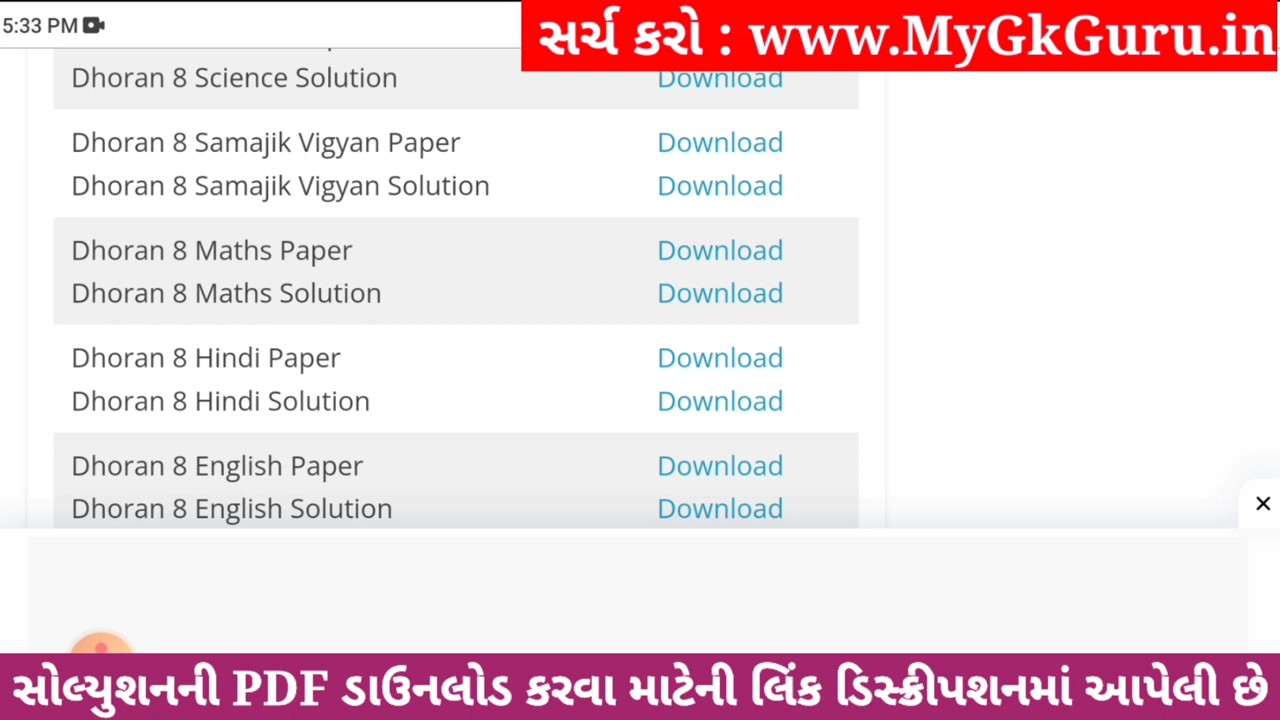 5:33 PM
સર્ચ કરો : www.MyGkGuru.in
Dhoran 8 Science Solution Download
Dhoran 8 Samajik Vigyan Paper Download
Dhoran 8 Samajik Vigyan Solution Download
Dhoran 8 Maths Paper Download
Dhoran 8 Maths Solution Download
Dhoran 8 Hindi Paper Download
Dhoran 8 Hindi Solution Download
Dhoran 8 English Paper Download
Dhoran 8 English Solution Download
સોલ્યુશનની PDF ડાઉનલોડ કરવા માટેની લિંક ડિસ્ક્રીપશનમાં આપેલી છે